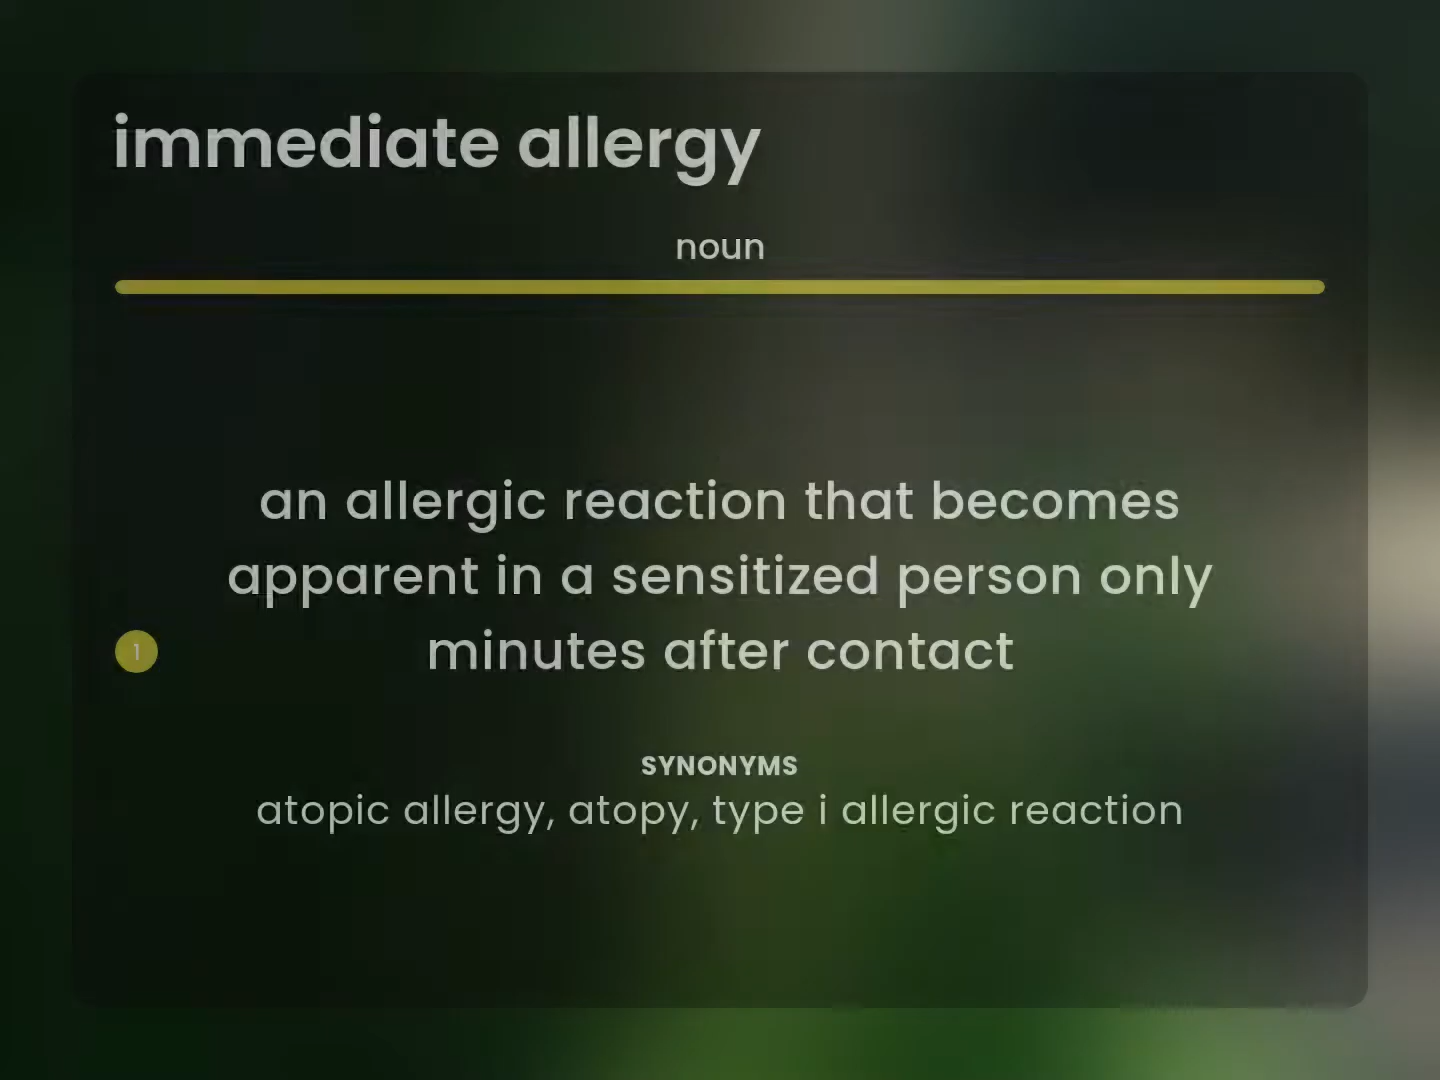 immediate allergy
noun
an allergic reaction that becomes
apparent in a sensitized person only
1 minutes after contact
SYNONYMS
atopic allergy, atopy, type i allergic reaction